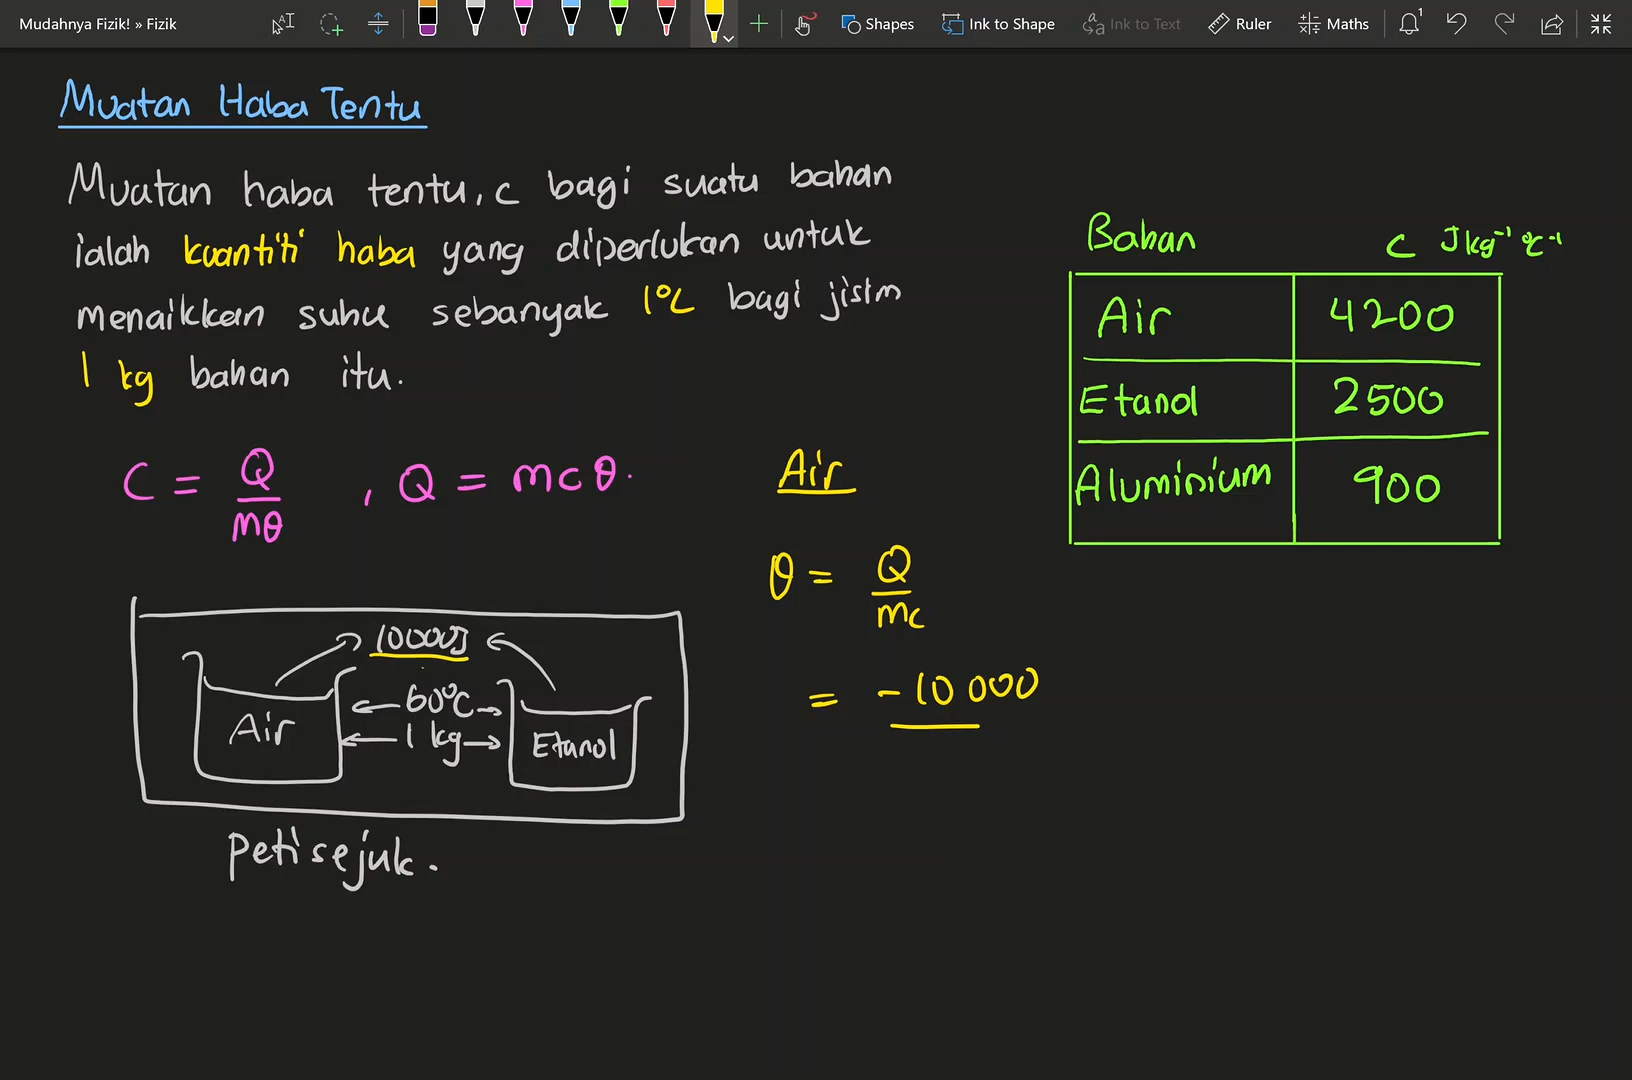 Mudahnya Fizik! » Fizik
Shapes
Ink to Shape
Ink to Text
Ruler
Maths
1
Muatan Haba Tentu
Muatan haba tentu, c bagi suatu bahan
ialah kuantiti haba yang diperlukan untuk
menaikkan suhu sebanyak 1°C bagi jisim
1 kg bahan itu.
C = Q/mθ , Q = mcθ.
Bahan c J kg⁻¹ °C⁻¹
Air 4200
Etanol 2500
Aluminium 900
Air
θ = Q/mc
= -10 000
10000J
60°C
1 kg
Air
Etanol
Peti sejuk.